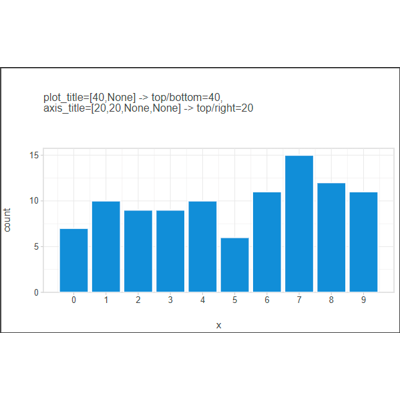 plot_title=[40,None] -> top/bottom=40,
axis_title=[20,20,None,None] -> top/right=20
15
10
5
0
count
0 1 2 3 4 5 6 7 8 9
x